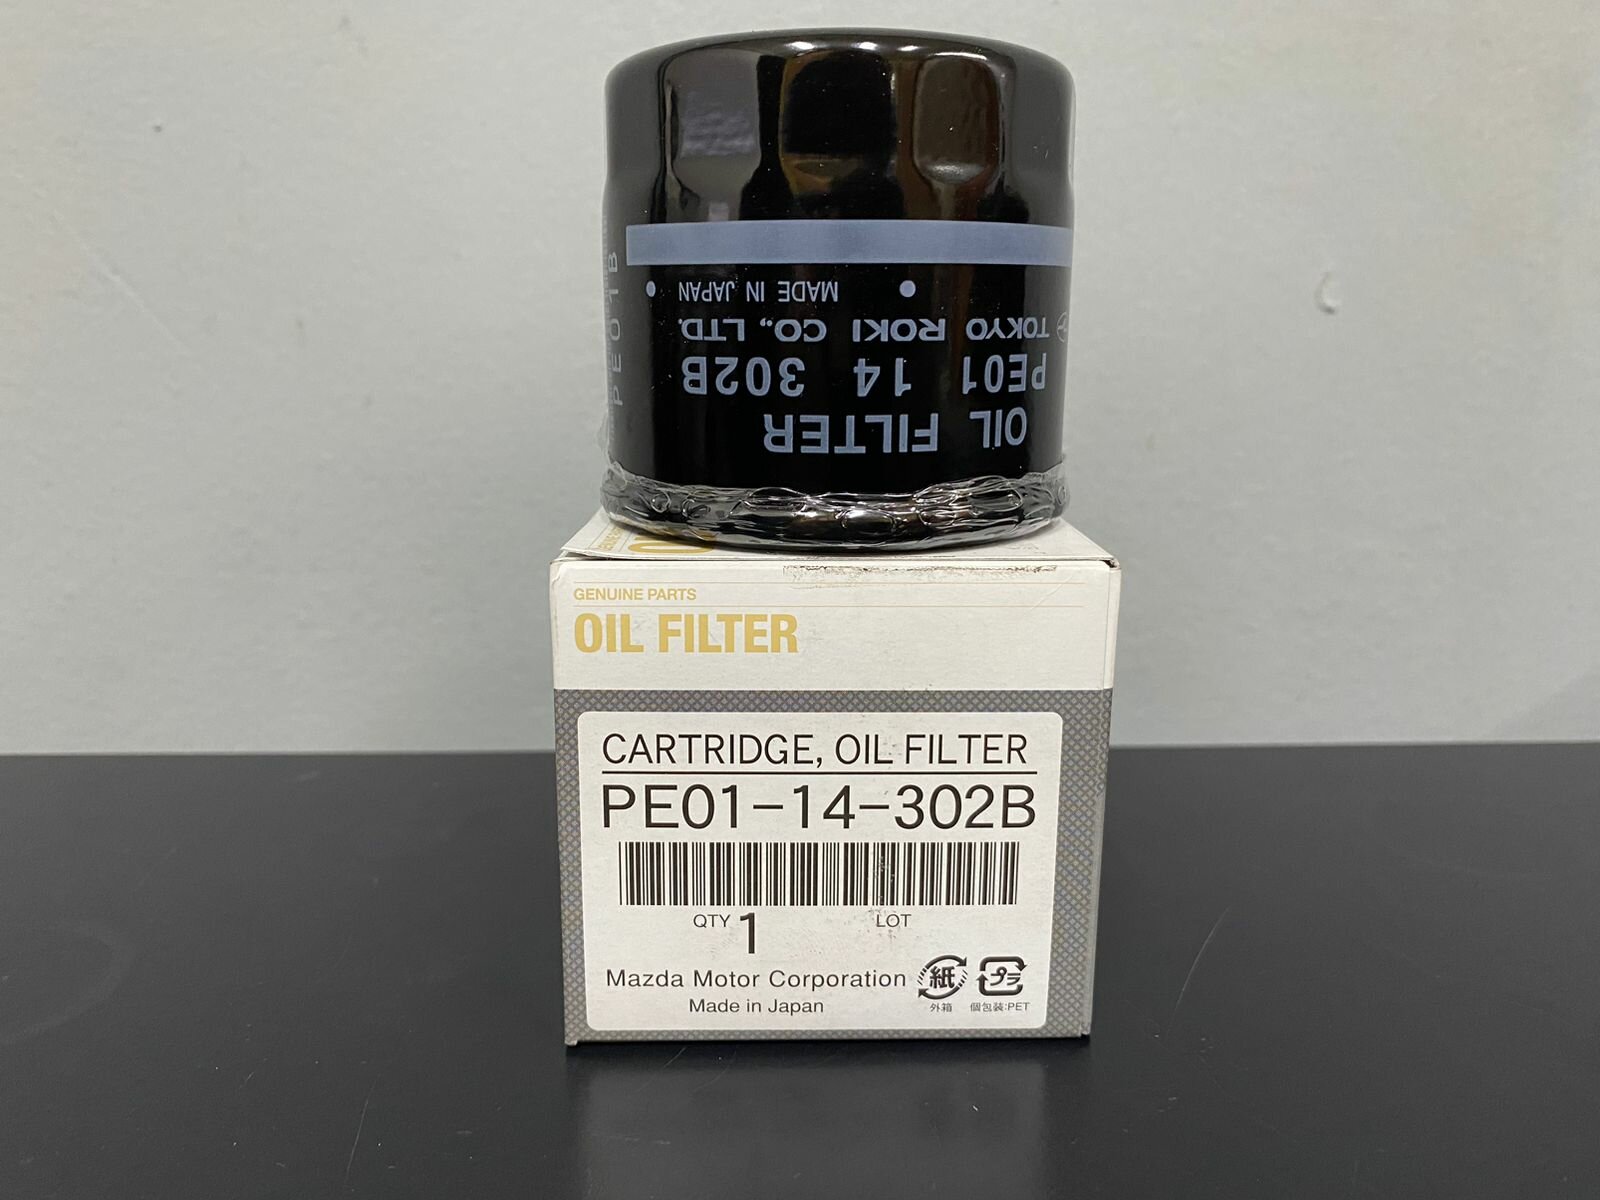 MADE IN JAPAN
TOKYO ROKI CO., LTD.
PE01 14 302B
OIL FILTER
PE01B
GENUINE PARTS
OIL FILTER
CARTRIDGE, OIL FILTER
PE01-14-302B
QTY 1 LOT
Mazda Motor Corporation
Made in Japan
紙
外箱
プラ
個包装:PET